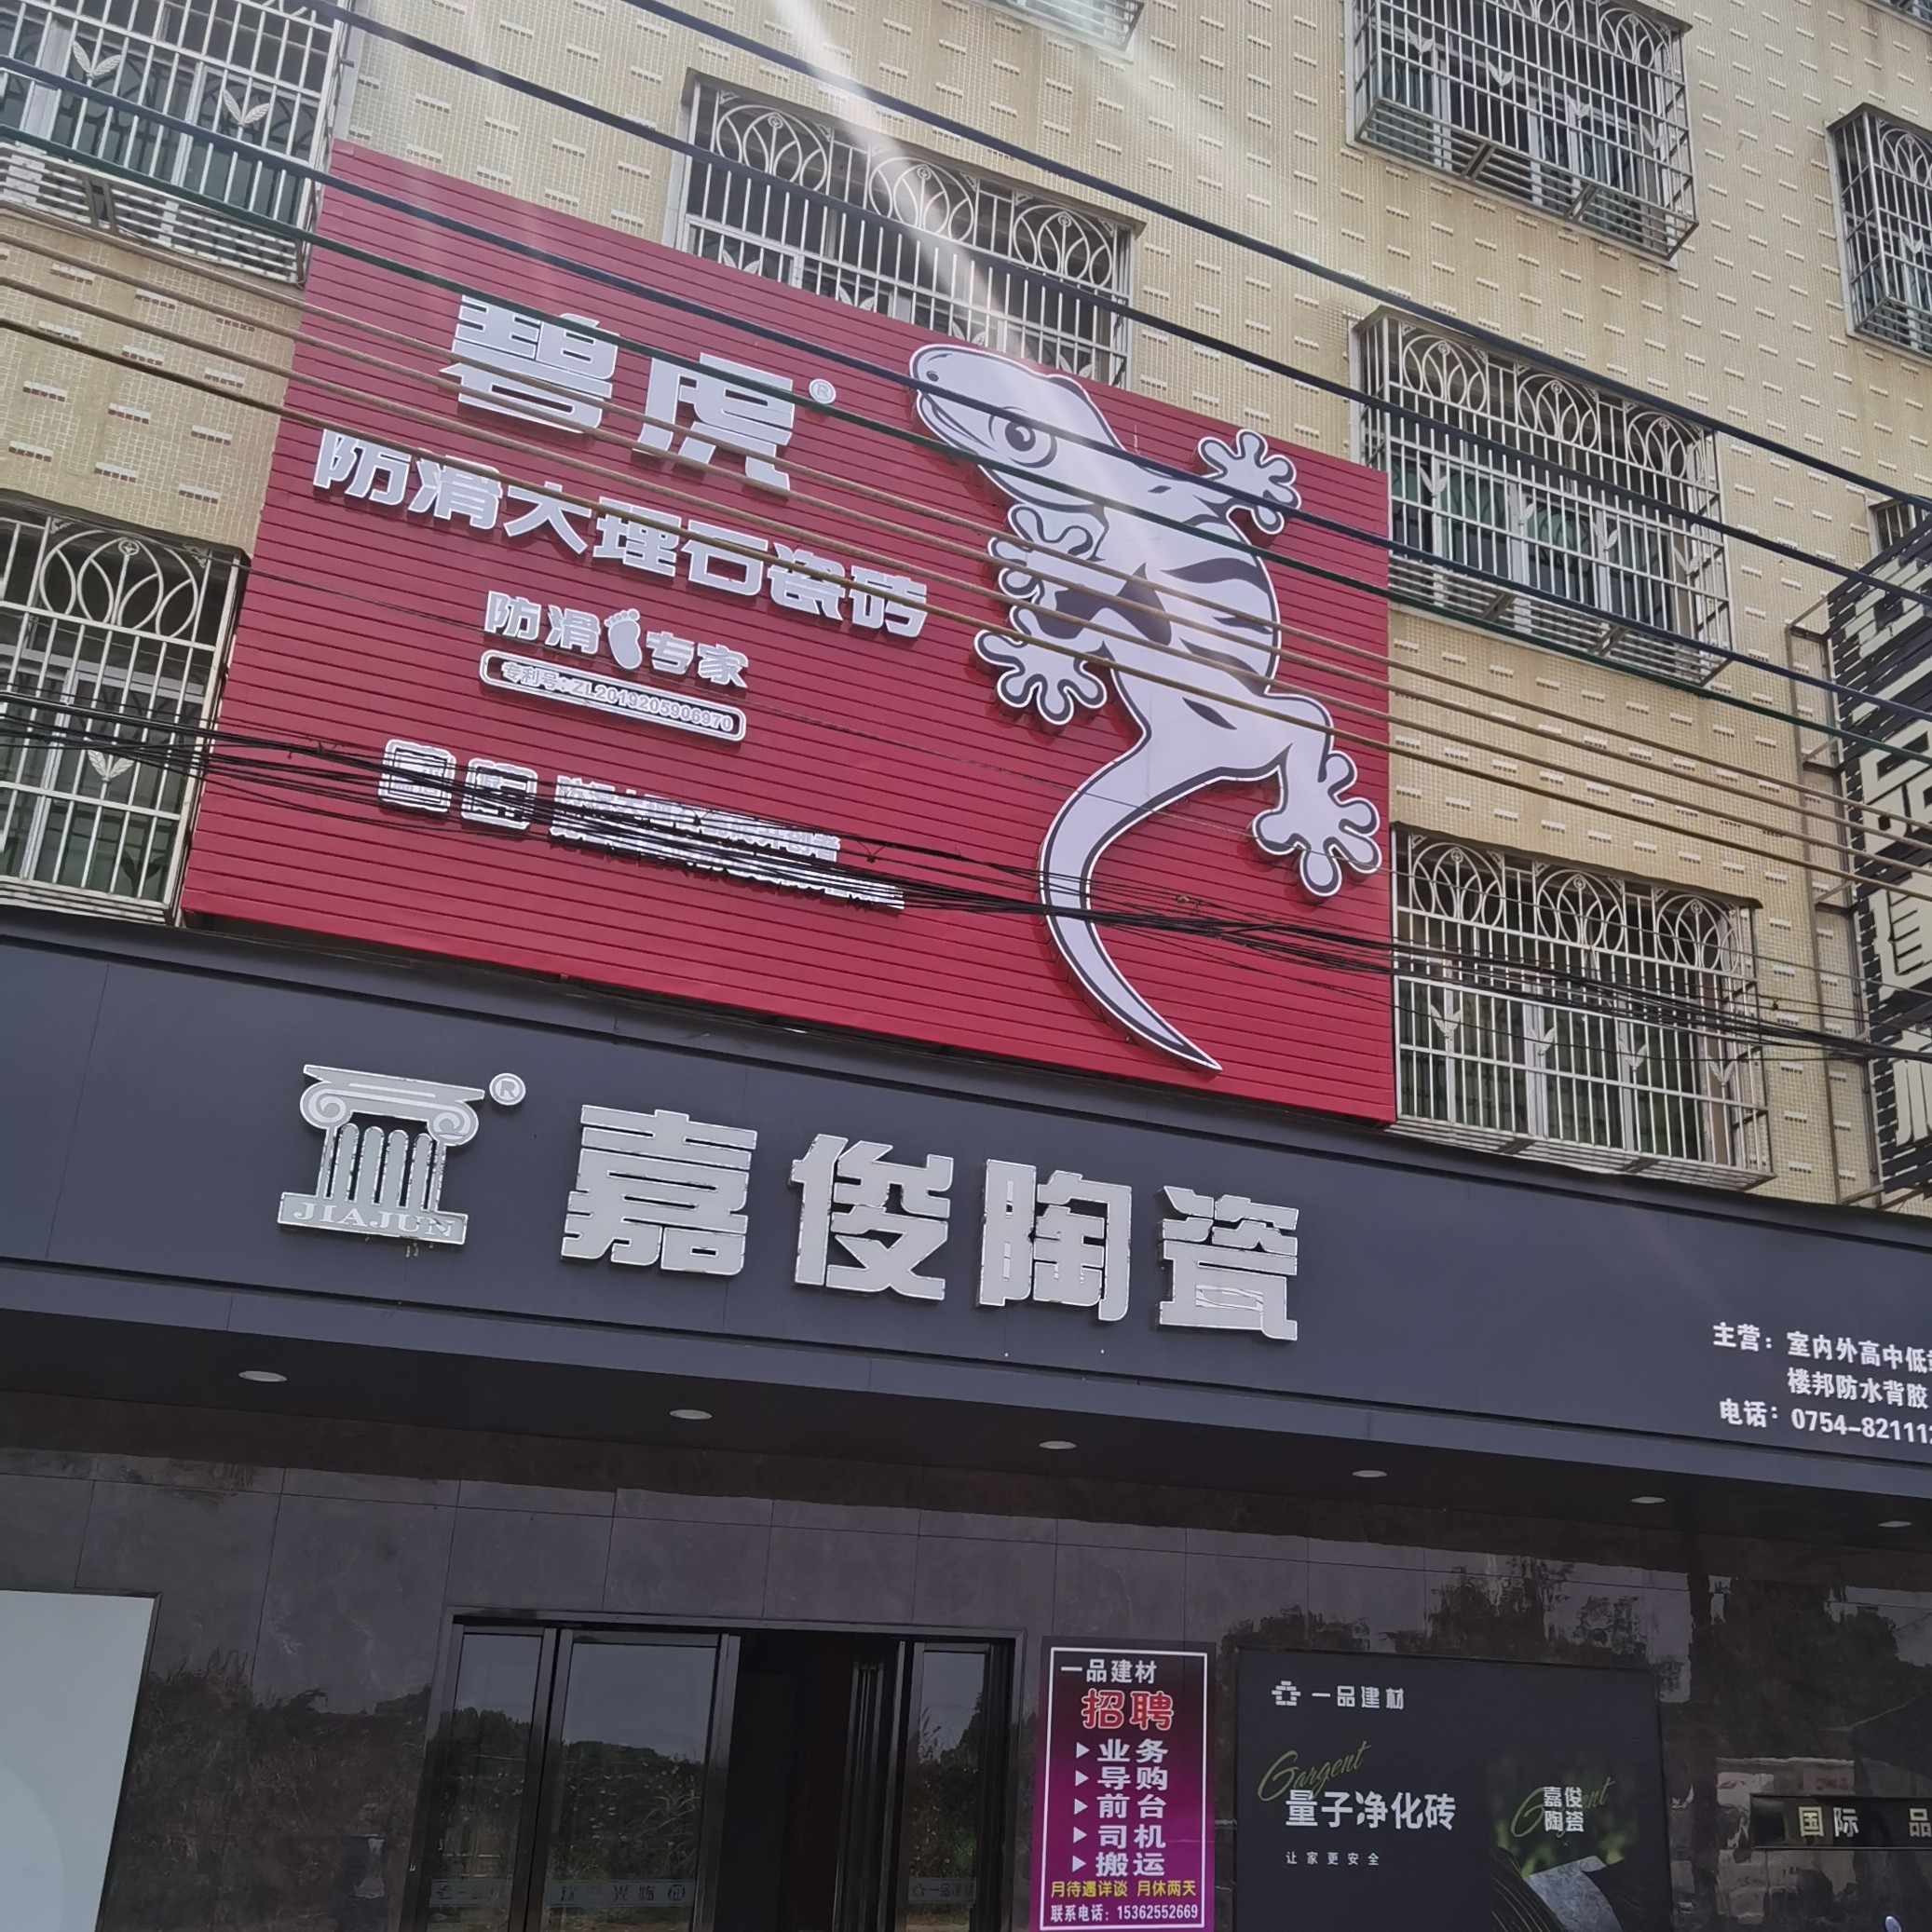 碧虎®
防滑大理石瓷砖
防滑专家
专利号:ZL2019205906970
JIAJUN
®
嘉俊陶瓷
主营：室内外高中低
楼邦防水背胶
电话：0754-821112
一品建材
招聘
▶业务
▶导购
▶前台
▶司机
▶搬运
月待遇详谈 月休两天
联系电话：15362552669
一品建材
Gargent
量子净化砖
让家更安全
嘉俊
陶瓷
国际 品